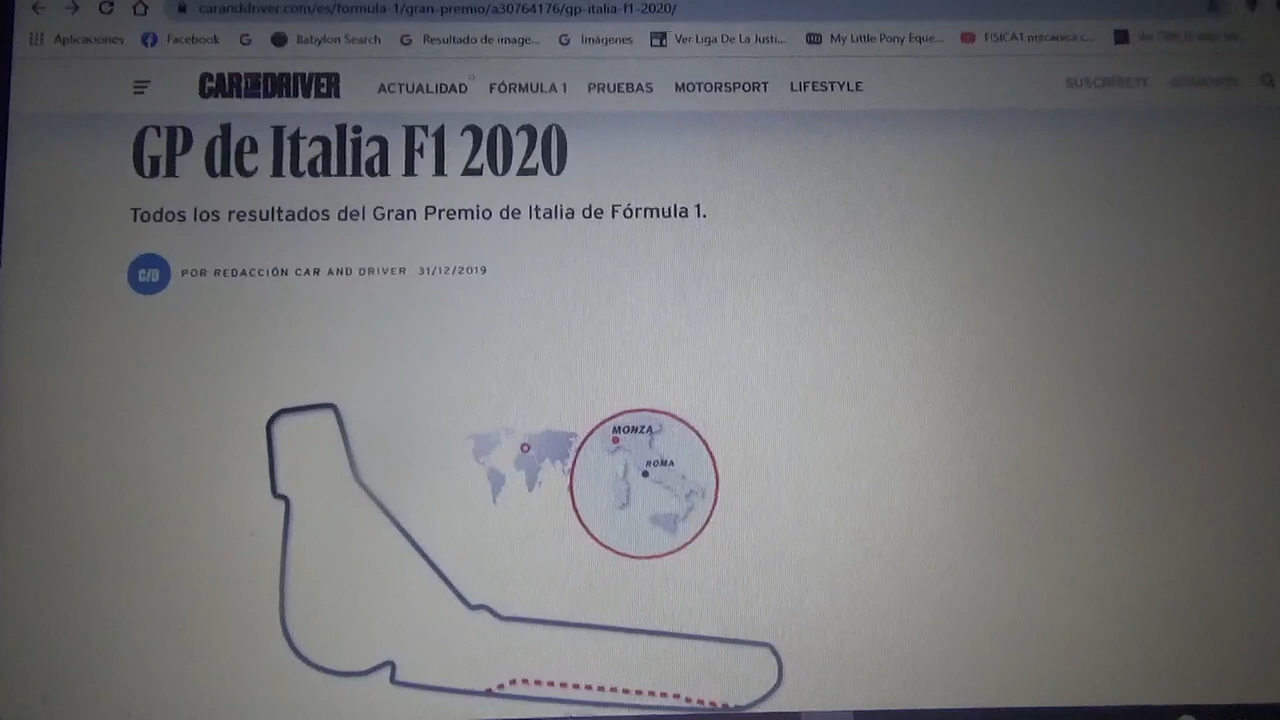 caranddriver.com/es/formula-1/gran-premio/a30764176/gp-italia-f1-2020/
Aplicaciones Facebook Babylon Search Resultado de image... Imágenes Ver Liga De La Justi... My Little Pony Eque...
CAR AND DRIVER ACTUALIDAD FÓRMULA 1 PRUEBAS MOTORSPORT LIFESTYLE SUSCRÍBETE
GP de Italia F1 2020
Todos los resultados del Gran Premio de Italia de Fórmula 1.
C/D POR REDACCIÓN CAR AND DRIVER 31/12/2019
MONZA
ROMA